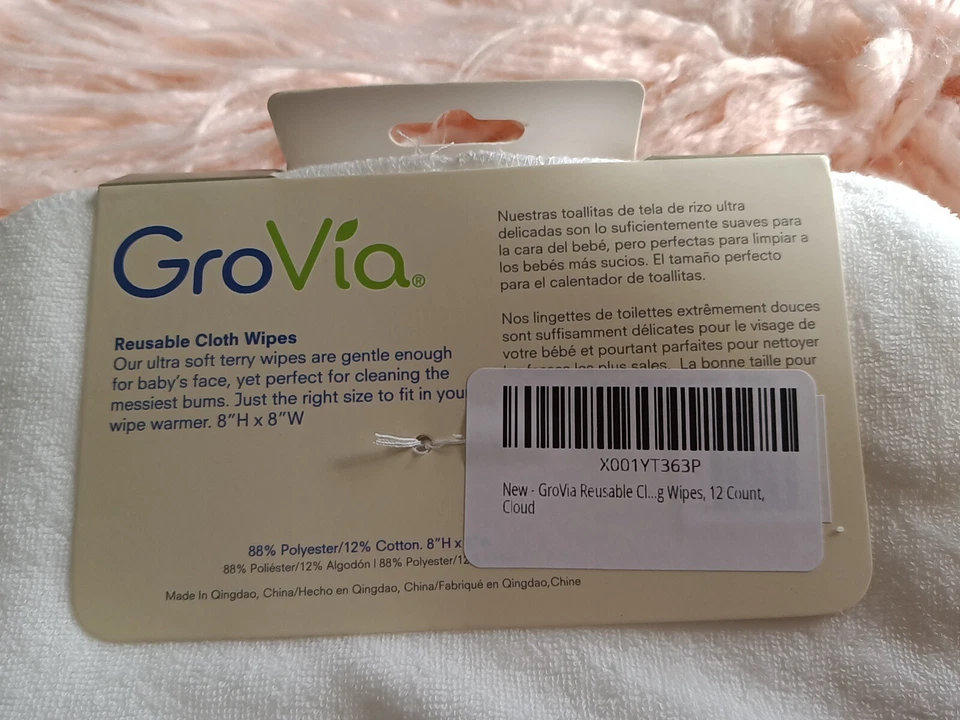 GroVia®
Reusable Cloth Wipes
Our ultra soft terry wipes are gentle enough
for baby's face, yet perfect for cleaning the
messiest bums. Just the right size to fit in you
wipe warmer. 8"H x 8"W
Nuestras toallitas de tela de rizo ultra
delicadas son lo suficientemente suaves para
la cara del bebé, pero perfectas para limpiar a
los bebés más sucios. El tamaño perfecto
para el calentador de toallitas.
Nos lingettes de toilettes extrêmement douces
sont suffisamment délicates pour le visage de
votre bébé et pourtant parfaites pour nettoyer
les plus sales. La bonne taille pour
X001YT363P
New - GroVia Reusable Cl...g Wipes, 12 Count,
Cloud
88% Polyester/12% Cotton. 8"H x
88% Poliéster/12% Algodón | 88% Polyester/12
Made In Qingdao, China/Hecho en Qingdao, China/Fabriqué en Qingdao,Chine